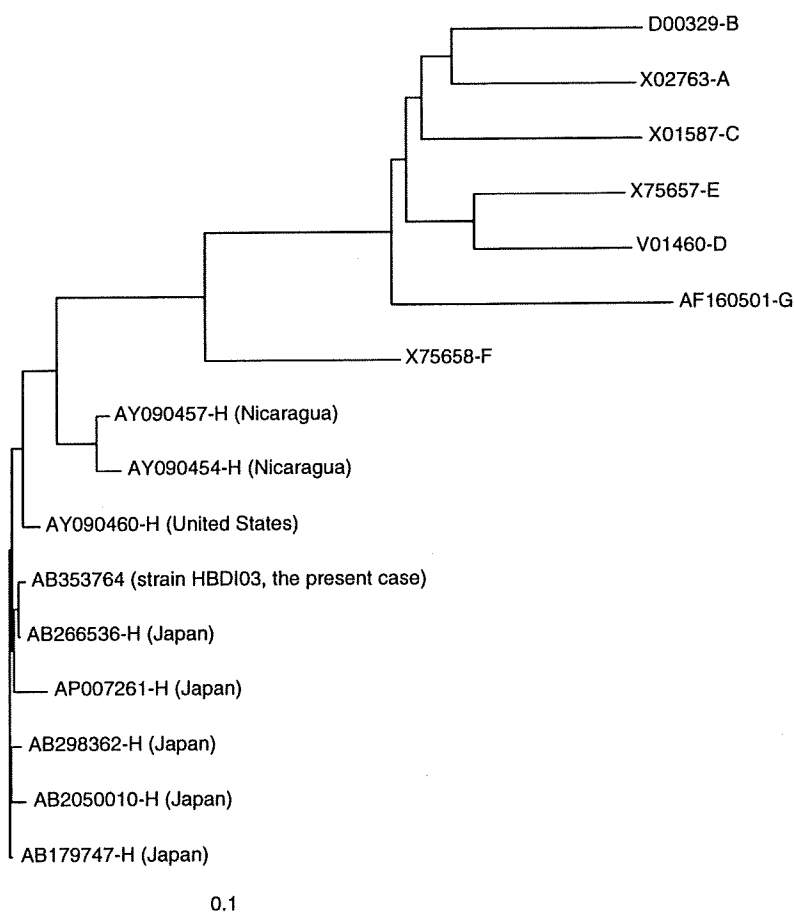 D00329-B
X02763-A
X01587-C
X75657-E
V01460-D
AF160501-G
X75658-F
AY090457-H (Nicaragua)
AY090454-H (Nicaragua)
AY090460-H (United States)
AB353764 (strain HBDI03, the present case)
AB266536-H (Japan)
AP007261-H (Japan)
AB298362-H (Japan)
AB2050010-H (Japan)
AB179747-H (Japan)
0.1